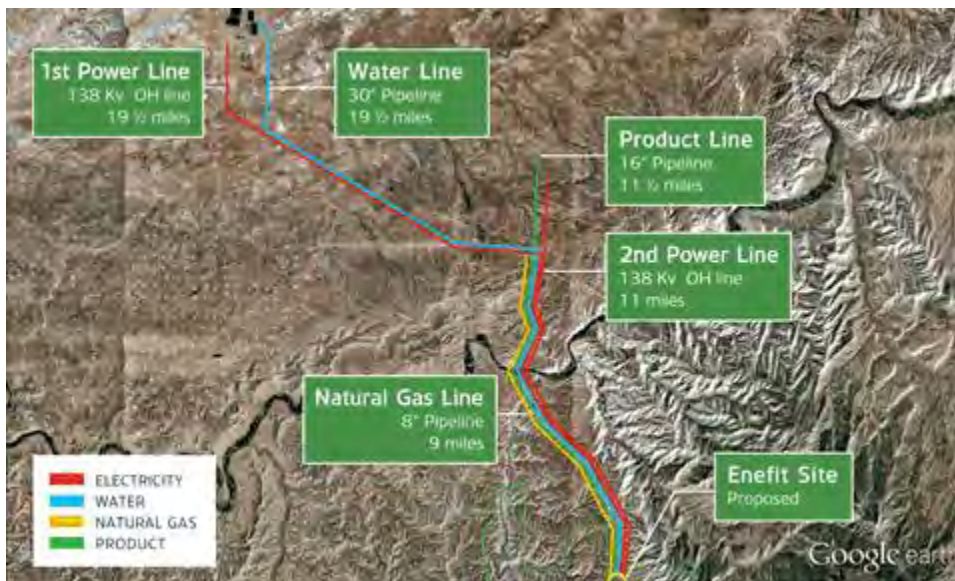 1st Power Line
138 Kv OH line
19 ½ miles
Water Line
30" Pipeline
19 ½ miles
Product Line
16" Pipeline
11 ½ miles
2nd Power Line
138 Kv OH line
11 miles
Natural Gas Line
8" Pipeline
9 miles
Enefit Site
Proposed
ELECTRICITY
WATER
NATURAL GAS
PRODUCT
Google eart